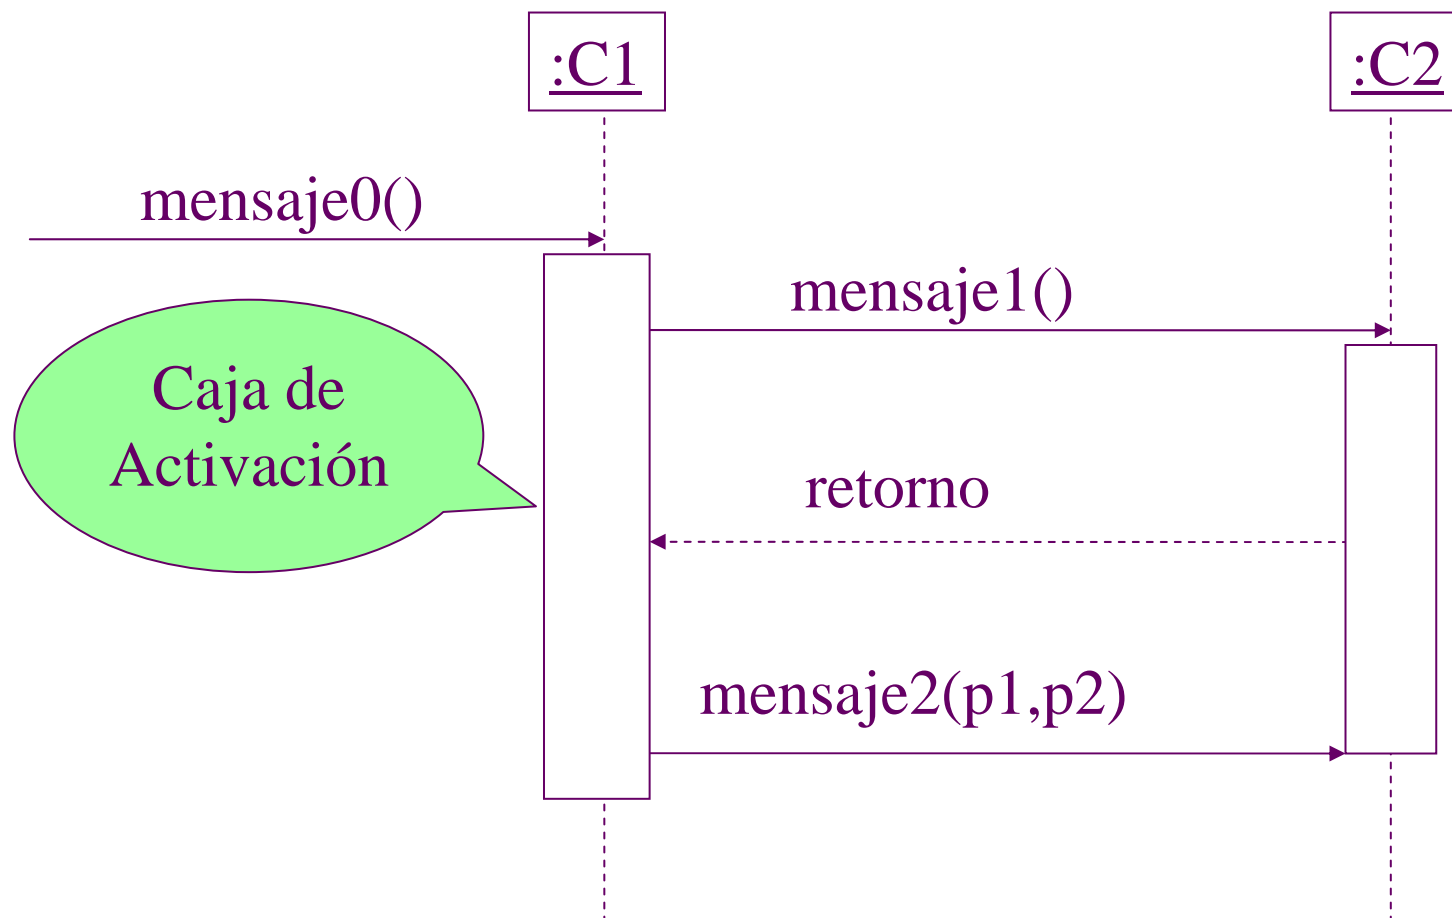 :C1
:C2
mensaje0()
mensaje1()
Caja de
Activación
retorno
mensaje2(p1,p2)